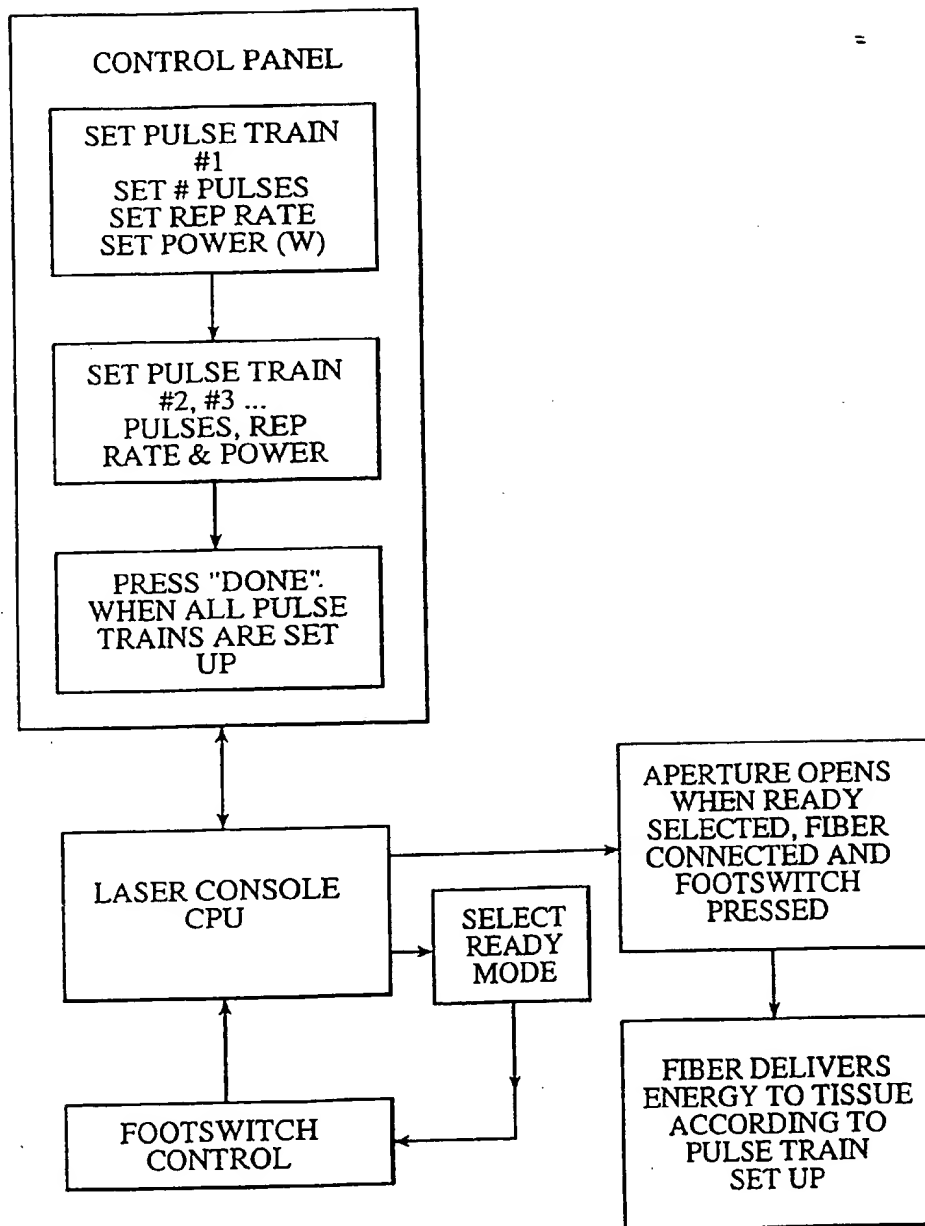 CONTROL PANEL
SET PULSE TRAIN
#1
SET # PULSES
SET REP RATE
SET POWER (W)
SET PULSE TRAIN
#2, #3 ...
PULSES, REP
RATE & POWER
PRESS "DONE".
WHEN ALL PULSE
TRAINS ARE SET
UP
LASER CONSOLE
CPU
SELECT
READY
MODE
FOOTSWITCH
CONTROL
APERTURE OPENS
WHEN READY
SELECTED, FIBER
CONNECTED AND
FOOTSWITCH
PRESSED
FIBER DELIVERS
ENERGY TO TISSUE
ACCORDING TO
PULSE TRAIN
SET UP